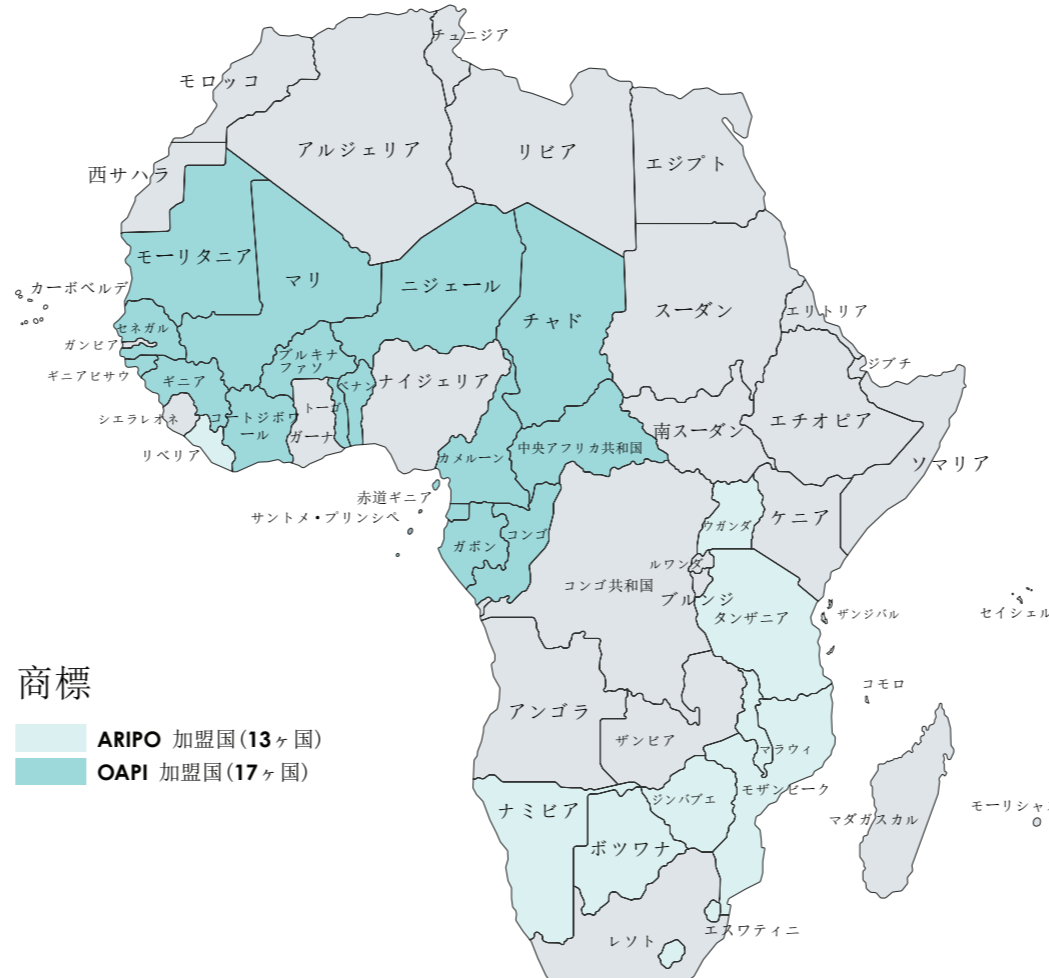 チュニジア
モロッコ
アルジェリア
リビア
エジプト
西サハラ
モーリタニア
マリ
ニジェール
カーボベルデ
チャド
スーダン
エリトリア
セネガル
ガンビア
ブルキナ
ファソ
ジブチ
ギニアビサウ
ギニア
ベナン
ナイジェリア
シエラレオネ
コートジボワ
ール
トーゴ
ガーナ
南スーダン
エチオピア
リベリア
カメルーン
中央アフリカ共和国
ソマリア
赤道ギニア
サントメ・プリンシペ
ガボン
コンゴ
ウガンダ
ケニア
ルワンダ
コンゴ共和国
ブルンジ
タンザニア
ザンジバル
セイシェル
商標
コモロ
アンゴラ
ザンビア
マラウィ
ARIPO 加盟国(13ヶ国)
OAPI 加盟国(17ヶ国)
ナミビア
ジンバブエ
モザンビーク
ボツワナ
マダガスカル
モーリシャ
エスワティニ
レソト